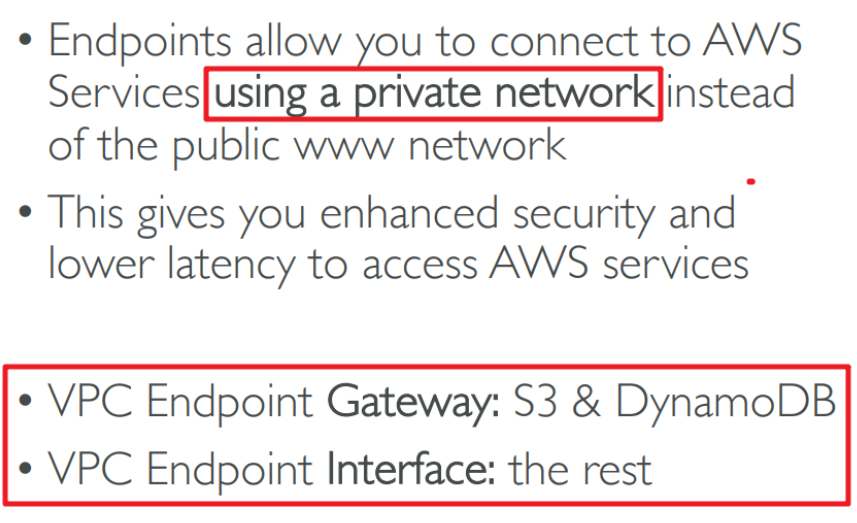 • Endpoints allow you to connect to AWS
Services using a private network instead
of the public www network
• This gives you enhanced security and
lower latency to access AWS services
• VPC Endpoint Gateway: S3 & DynamoDB
• VPC Endpoint Interface: the rest